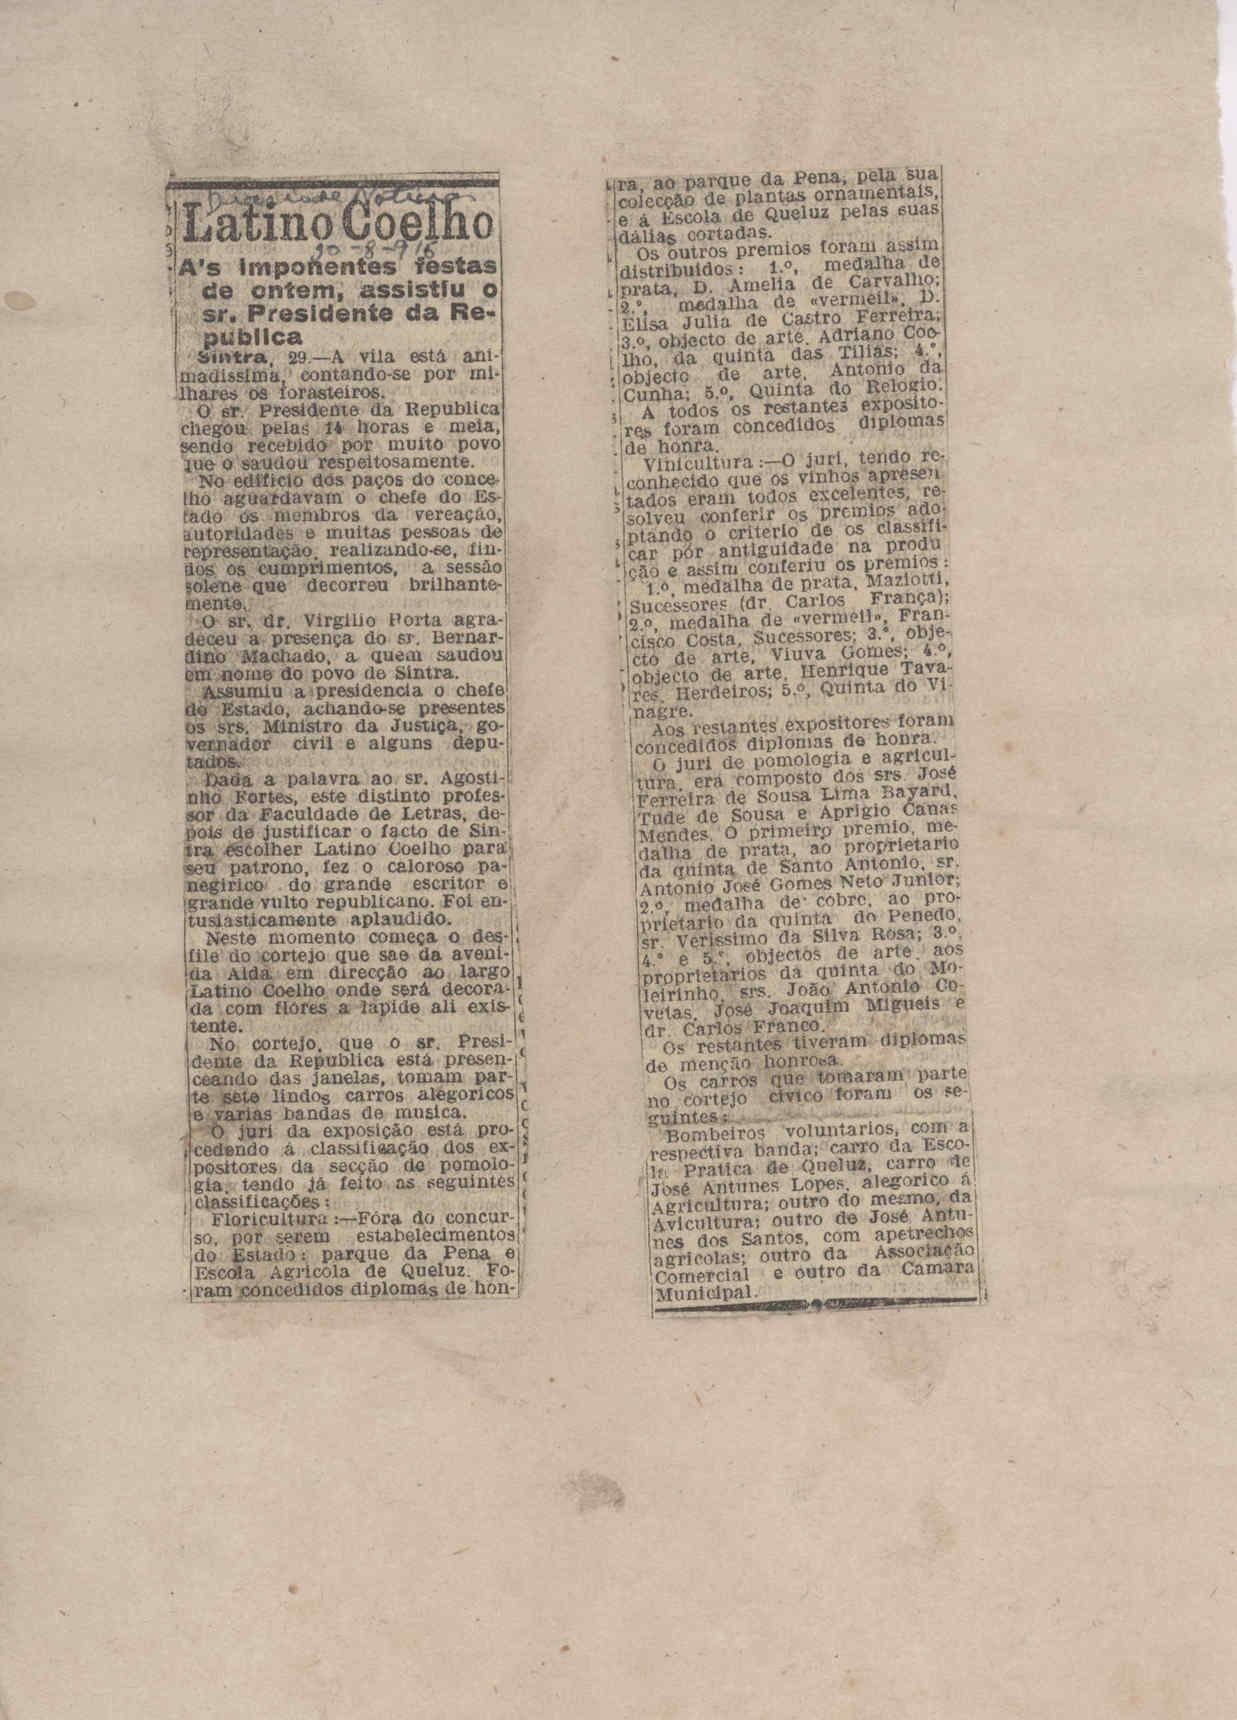 Diario de Noticias
Latino Coelho
30-8-916
A's imponentes festas
de ontem, assistiu o
sr. Presidente da Re-
pública
Sintra, 29.—A vila está ani-
madissima, contando-se por mi-
lhares os forasteiros.
O sr. Presidente da Republica
chegou pelas 14 horas e meia,
sendo recebido por muito povo
que o saudou respeitosamente.
No edificio dos paços do conce-
lho aguardavam o chefe do Es-
tado os membros da vereação,
autoridades e muitas pessoas de
representação, realizando-se, fin-
dos os cumprimentos, a sessão
solene que decorreu brilhante-
mente.
O sr. dr. Virgilio Horta agra-
deceu a presença do sr. Bernar-
dino Machado, a quem saudou
em nome do povo de Sintra.
Assumiu a presidencia o chefe
do Estado, achando-se presentes
os srs. Ministro da Justiça, go-
vernador civil e alguns depu-
tados.
Dada a palavra ao sr. Agosti-
nho Fortes, este distinto profes-
sor da Faculdade de Letras, de-
pois de justificar o facto de Sin-
tra escolher Latino Coelho para
seu patrono, fez o caloroso pa-
negirico do grande escritor e
grande vulto republicano. Foi en-
tusiasticamente aplaudido.
Neste momento começa o des-
file do cortejo que sae da aveni-
da Aida em direcção ao largo
Latino Coelho onde será decora-
da com flores a lapide ali exis-
tente.
No cortejo, que o sr. Presi-
dente da Republica está presen-
ceando das janelas, tomam par-
te sete lindos carros alegoricos
e varias bandas de musica.
O juri da exposição está pro-
cedendo á classificação dos ex-
positores da secção de pomolo-
gia, tendo já feito as seguintes
classificações:
Floricultura:—Fóra do concur-
so, por serem estabelecimentos
do Estado: parque da Pena e
Escola Agricola de Queluz. Fo-
ram concedidos diplomas de hon-
ra, ao parque da Pena, pela sua
colecção de plantas ornamentais,
e á Escola de Queluz pelas suas
dálias cortadas.
Os outros premios foram assim
distribuidos: 1.º, medalha de
prata, D. Amelia de Carvalho;
2.º, medalha de «vermeil», D.
Elisa Julia de Castro Ferreira;
3.º, objecto de arte, Adriano Coe-
lho, da quinta das Tilias; 4.º,
objecto de arte, Antonio da
Cunha; 5.º, Quinta do Relogio.
A todos os restantes exposito-
res foram concedidos diplomas
de honra.
Vinicultura:—O juri, tendo re-
conhecido que os vinhos apresen
tados eram todos excelentes, re-
solveu conferir os premios ado-
ptando o criterio de os classifi-
car por antiguidade na produ
ção e assim conferiu os premios:
1.º, medalha de prata, Maziotti,
Sucessores (dr. Carlos França);
2.º, medalha de «vermeil», Fran-
cisco Costa, Sucessores; 3.º, obje-
cto de arte, Viuva Gomes; 4.º,
objecto de arte, Henrique Tava-
res, Herdeiros; 5.º, Quinta do Vi-
nagre.
Aos restantes expositores foram
concedidos diplomas de honra.
O juri de pomologia e agricul-
tura, era composto dos srs. José
Ferreira de Sousa Lima Bayard,
Tude de Sousa e Aprigio Canas
Mendes. O primeiro premio, me-
dalha de prata, ao proprietario
da quinta de Santo Antonio, sr.
Antonio José Gomes Neto Junior;
2.º, medalha de cobre, ao pro-
prietario da quinta do Penedo,
sr. Verissimo da Silva Rosa; 3.º,
4.º e 5.º, objectos de arte, aos
proprietarios da quinta do Mo-
leirinho, srs. João Antonio Co-
vetas, José Joaquim Migueis e
dr. Carlos Franco.
Os restantes tiveram diplomas
de menção honrosa.
Os carros que tomaram parte
no cortejo civico foram os se-
guintes:
Bombeiros voluntarios, com a
respectiva banda; carro da Esco-
la Pratica de Queluz, carro de
José Antunes Lopes, alegorico á
Agricultura; outro do mesmo, da
Avicultura; outro de José Antu-
nes dos Santos, com apetrechos
agricolas; outro da Associação
Comercial e outro da Camara
Municipal.